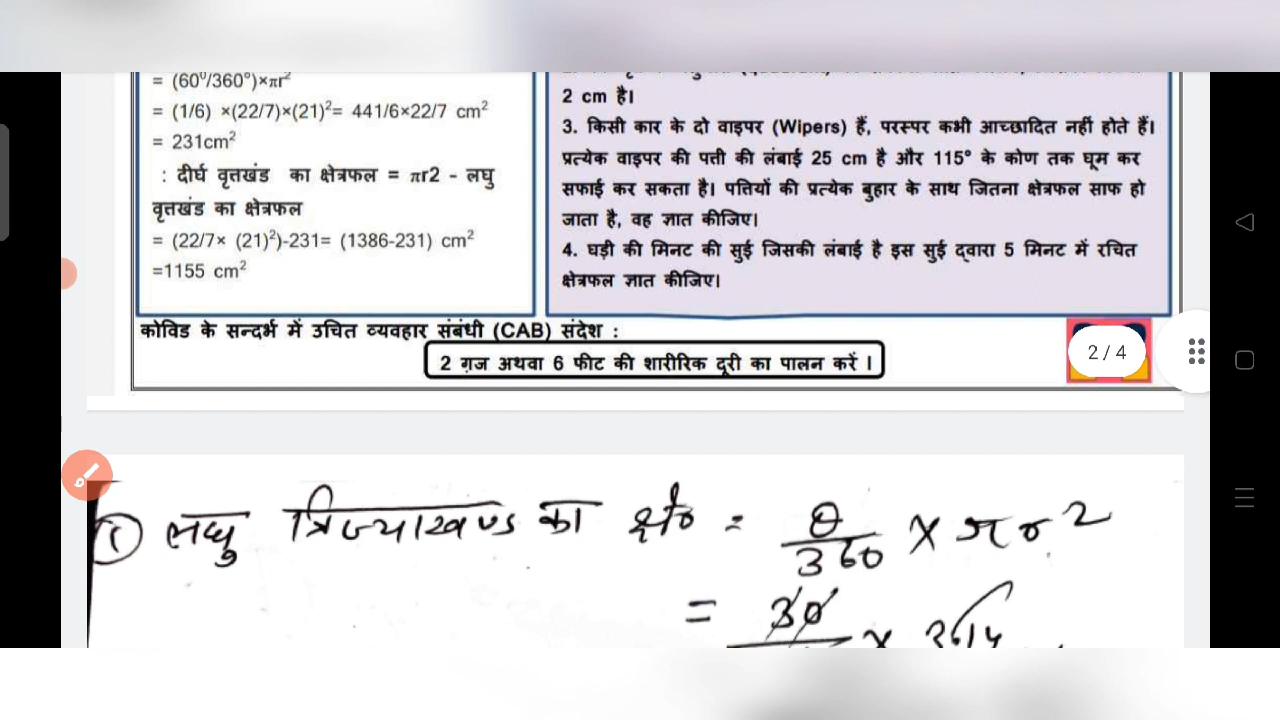 = (60⁰/360°)×πr²
= (1/6) ×(22/7)×(21)²= 441/6×22/7 cm²
= 231cm²
: दीर्घ वृत्तखंड का क्षेत्रफल = πr2 - लघु
वृत्तखंड का क्षेत्रफल
= (22/7× (21)²)-231= (1386-231) cm²
=1155 cm²
2 cm है।
3. किसी कार के दो वाइपर (Wipers) हैं, परस्पर कभी आच्छादित नहीं होते हैं।
प्रत्येक वाइपर की पत्ती की लंबाई 25 cm है और 115° के कोण तक घूम कर
सफाई कर सकता है। पत्तियों की प्रत्येक बुहार के साथ जितना क्षेत्रफल साफ हो
जाता है, वह ज्ञात कीजिए।
4. घड़ी की मिनट की सुई जिसकी लंबाई है इस सुई द्वारा 5 मिनट में रचित
क्षेत्रफल ज्ञात कीजिए।
कोविड के सन्दर्भ में उचित व्यवहार संबंधी (CAB) संदेश :
2 ग़ज अथवा 6 फीट की शारीरिक दूरी का पालन करें ।
2 / 4
① लघु त्रिज्याखण्ड का क्षे० = θ/360 × πr²
= 30
× 3.14